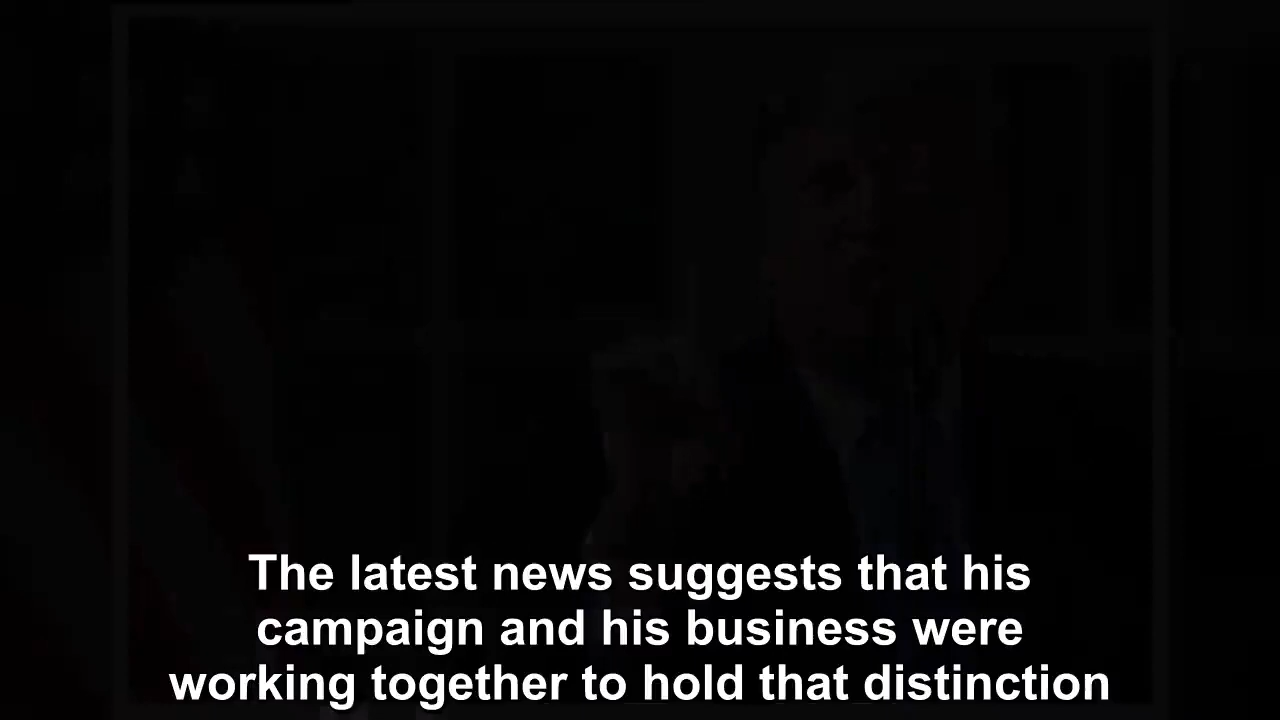 The latest news suggests that his
campaign and his business were
working together to hold that distinction